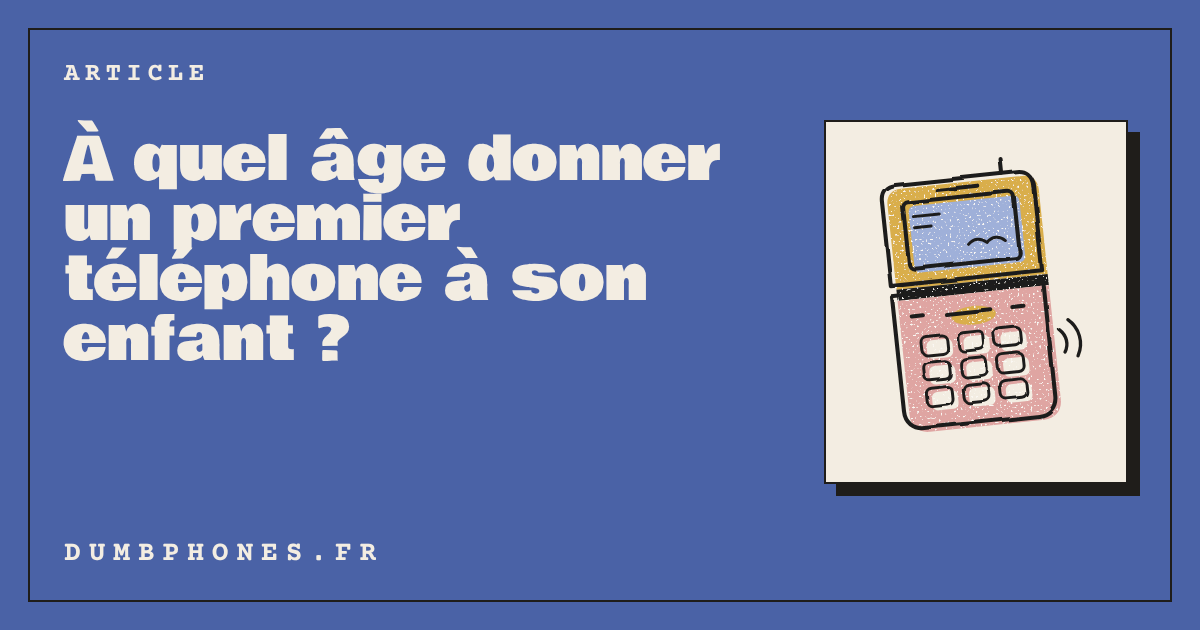 ARTICLE
À quel âge donner
un premier
téléphone à son
enfant ?
DUMBPHONES.FR